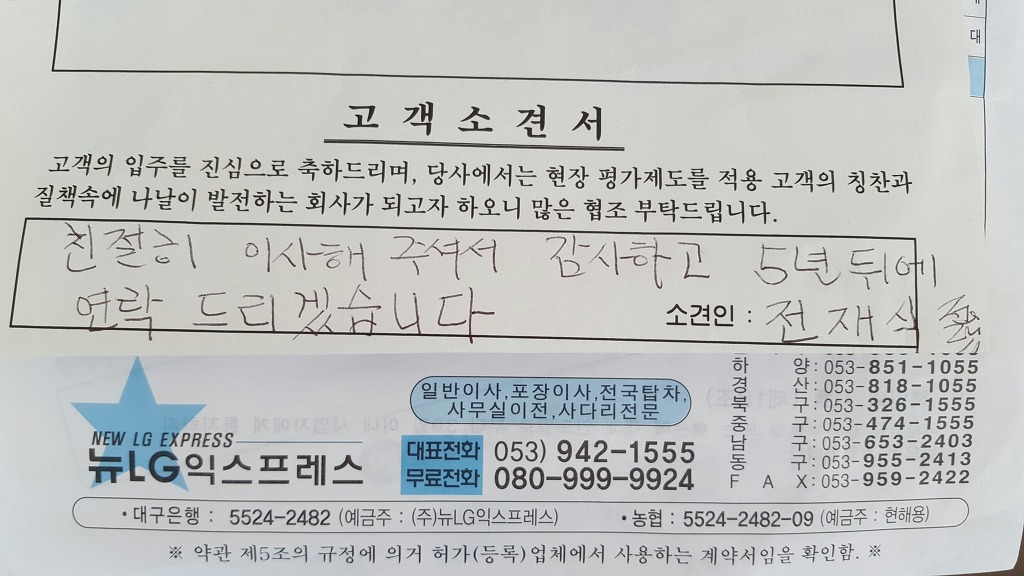 대
고객소견서
고객의 입주를 진심으로 축하드리며, 당사에서는 현장 평가제도를 적용 고객의 칭찬과
질책속에 나날이 발전하는 회사가 되고자 하오니 많은 협조 부탁드립니다.
친절히 이사해 주셔서 감사하고 5년뒤에
연락 드리겠습니다
소견인 : 전재식
하 양:053-851-1055
경 산:053-818-1055
북 구:053-326-1555
중 구:053-474-1555
남 구:053-653-2403
동 구:053-955-2413
F A X:053-959-2422
일반이사,포장이사,전국탑차,
사무실이전,사다리전문
NEW LG EXPRESS
뉴LG익스프레스
대표전화 053) 942-1555
무료전화 080-999-9924
•대구은행 : 5524-2482 (예금주 : (주)뉴LG익스프레스) •농협 : 5524-2482-09 (예금주 : 현해용)
※ 약관 제5조의 규정에 의거 허가(등록)업체에서 사용하는 계약서임을 확인함. ※